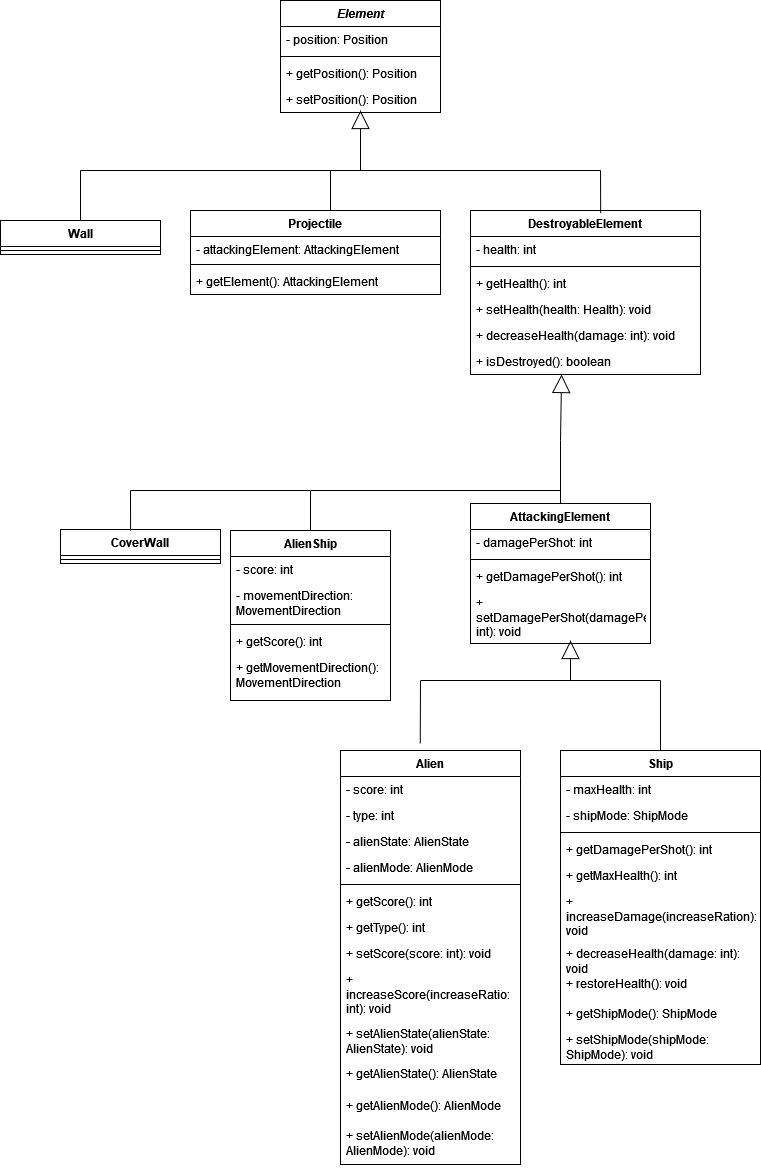 Element
- position: Position
+ getPosition(): Position
+ setPosition(): Position
Wall
Projectile
- attackingElement: AttackingElement
+ getElement(): AttackingElement
DestroyableElement
- health: int
+ getHealth(): int
+ setHealth(health: Health): void
+ decreaseHealth(damage: int): void
+ isDestroyed(): boolean
CoverWall
AlienShip
- score: int
- movementDirection:
MovementDirection
+ getScore(): int
+ getMovementDirection():
MovementDirection
AttackingElement
- damagePerShot: int
+ getDamagePerShot(): int
+
setDamagePerShot(damagePe
int): void
Alien
- score: int
- type: int
- alienState: AlienState
- alienMode: AlienMode
+ getScore(): int
+ getType(): int
+ setScore(score: int): void
+
increaseScore(increaseRatio:
int): void
+ setAlienState(alienState:
AlienState): void
+ getAlienState(): AlienState
+ getAlienMode(): AlienMode
+ setAlienMode(alienMode:
AlienMode): void
Ship
- maxHealth: int
- shipMode: ShipMode
+ getDamagePerShot(): int
+ getMaxHealth(): int
+
increaseDamage(increaseRation):
void
+ decreaseHealth(damage: int):
void
+ restoreHealth(): void
+ getShipMode(): ShipMode
+ setShipMode(shipMode:
ShipMode): void